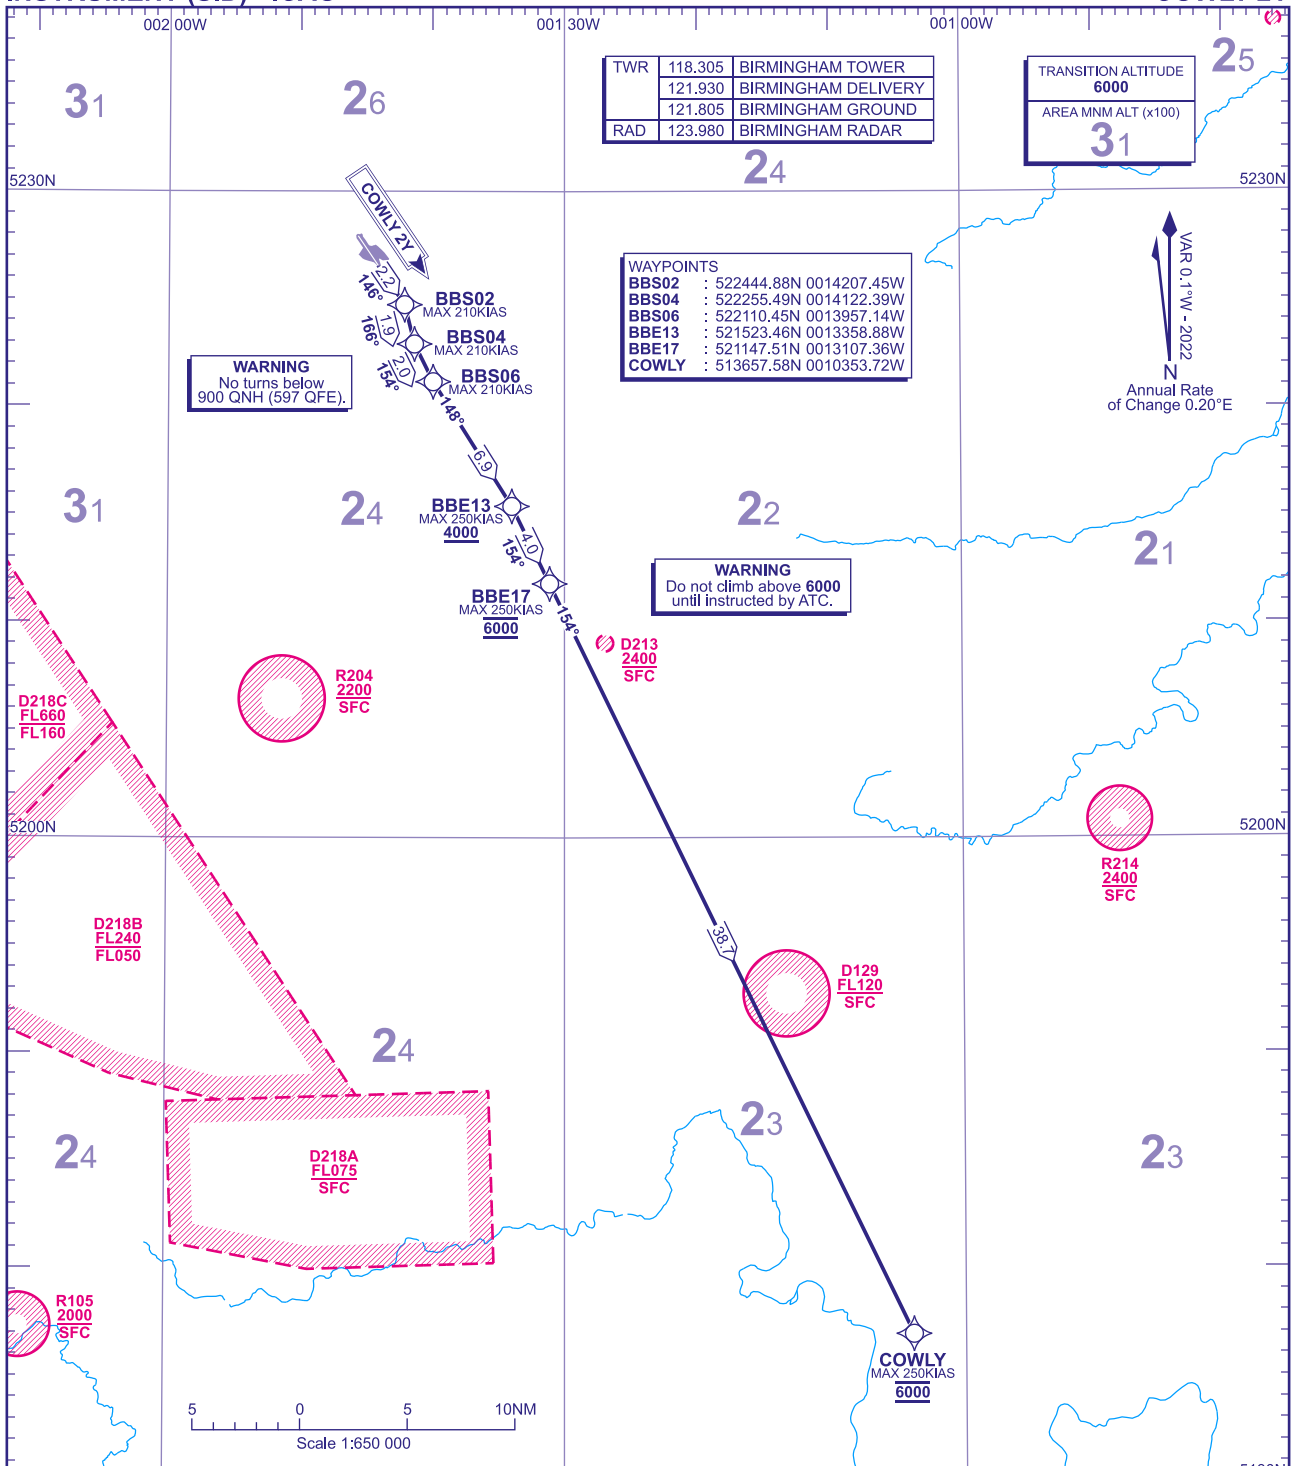 002 00W
001 30W
001 00W
31
26
25
TWR 118.305 BIRMINGHAM TOWER
121.930 BIRMINGHAM DELIVERY
121.805 BIRMINGHAM GROUND
RAD 123.980 BIRMINGHAM RADAR
TRANSITION ALTITUDE
6000
AREA MNM ALT (x100)
31
24
5230N
5230N
COWLY 2Y
VAR 0.1°W - 2022
N
Annual Rate
of Change 0.20°E
WAYPOINTS
BBS02 : 522444.88N 0014207.45W
BBS04 : 522255.49N 0014122.39W
BBS06 : 522110.45N 0013957.14W
BBE13 : 521523.46N 0013358.88W
BBE17 : 521147.51N 0013107.36W
COWLY : 513657.58N 0010353.72W
2.2
146°
BBS02
MAX 210KIAS
1.9
166°
BBS04
MAX 210KIAS
2.0
154°
BBS06
MAX 210KIAS
WARNING
No turns below
900 QNH (597 QFE).
148°
6.9
31
24
22
21
BBE13
MAX 250KIAS
4000
4.0
154°
BBE17
MAX 250KIAS
6000
154°
WARNING
Do not climb above 6000
until instructed by ATC.
D213
2400
SFC
R204
2200
SFC
D218C
FL660
FL160
5200N
5200N
R214
2400
SFC
D218B
FL240
FL050
38.7
D129
FL120
SFC
24
23
24
23
D218A
FL075
SFC
R105
2000
SFC
COWLY
MAX 250KIAS
6000
5 0 5 10NM
Scale 1:650 000